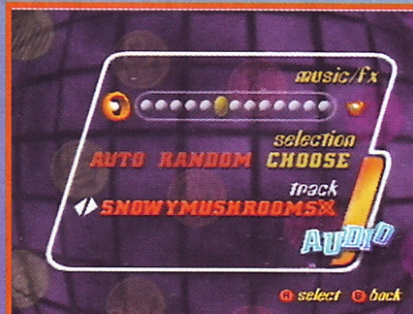 music/fx
selection
AUTO RANDOM CHOOSE
track
SNOWYMUSHROOMSX
AUDIO
A select B back